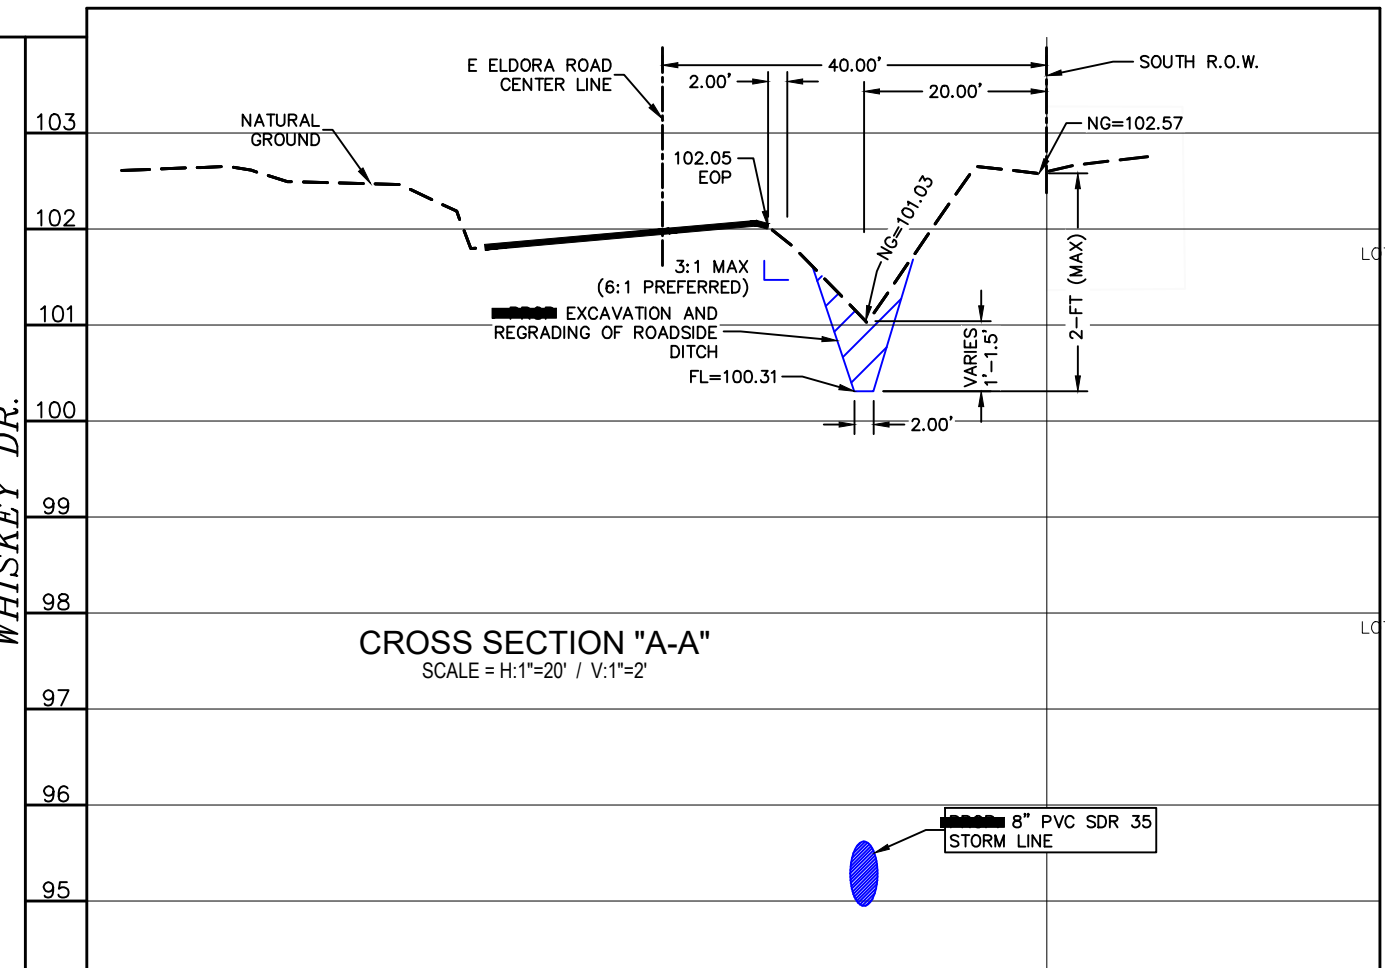 E ELDORA ROAD
CENTER LINE
40.00'
2.00'
20.00'
SOUTH R.O.W.
NG=102.57
NATURAL
GROUND
102.05
EOP
NG=101.03
3:1 MAX
(6:1 PREFERRED)
EXCAVATION AND
REGRADING OF ROADSIDE
DITCH
FL=100.31
VARIES
1'-1.5'
2-FT (MAX)
2.00'
103
102
101
100
99
98
97
96
95
WHISKEY DR.
CROSS SECTION "A-A"
SCALE = H:1"=20' / V:1"=2'
8" PVC SDR 35
STORM LINE